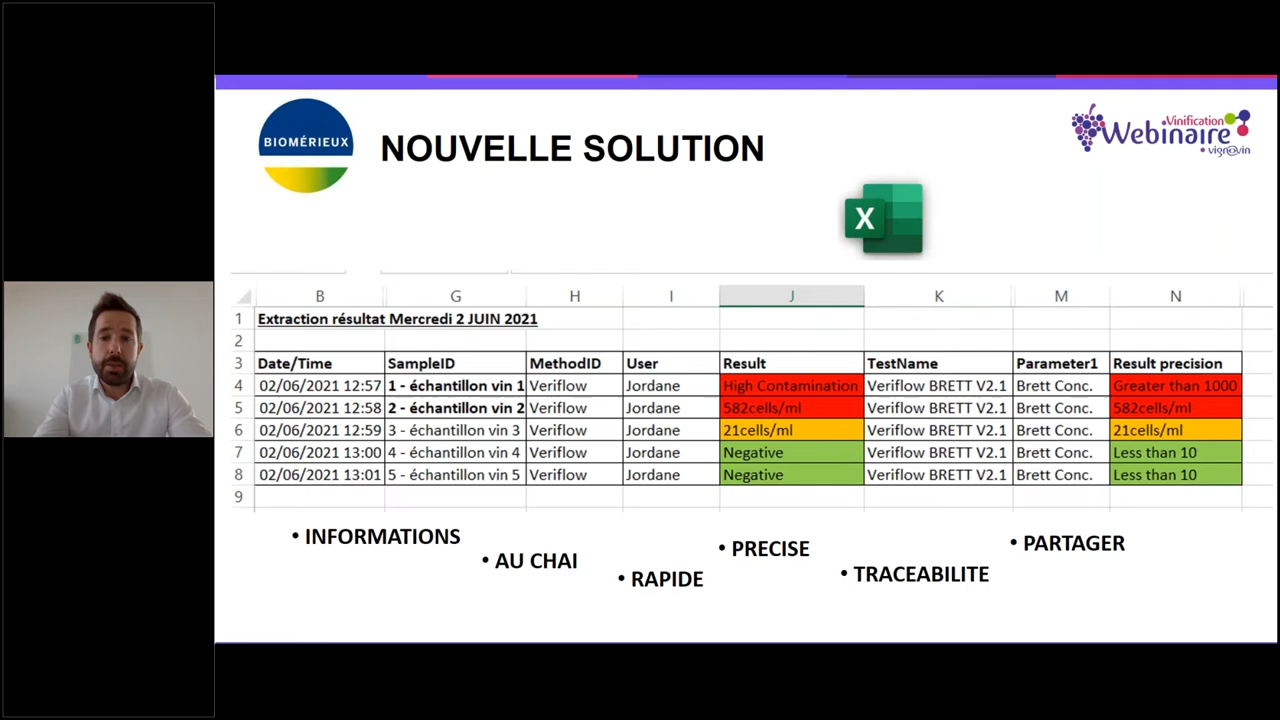 BIOMÉRIEUX
NOUVELLE SOLUTION
Vinification
Webinaire
vign@vin
X
B G H I J K M N
1 Extraction résultat Mercredi 2 JUIN 2021
2
3 Date/Time SampleID MethodID User Result TestName Parameter1 Result precision
4 02/06/2021 12:57 1 - échantillon vin 1 Veriflow Jordane High Contamination Veriflow BRETT V2.1 Brett Conc. Greater than 1000
5 02/06/2021 12:58 2 - échantillon vin 2 Veriflow Jordane 582cells/ml Veriflow BRETT V2.1 Brett Conc. 582cells/ml
6 02/06/2021 12:59 3 - échantillon vin 3 Veriflow Jordane 21cells/ml Veriflow BRETT V2.1 Brett Conc. 21cells/ml
7 02/06/2021 13:00 4 - échantillon vin 4 Veriflow Jordane Negative Veriflow BRETT V2.1 Brett Conc. Less than 10
8 02/06/2021 13:01 5 - échantillon vin 5 Veriflow Jordane Negative Veriflow BRETT V2.1 Brett Conc. Less than 10
9
• INFORMATIONS
• AU CHAI
• RAPIDE
• PRECISE
• TRACEABILITE
• PARTAGER